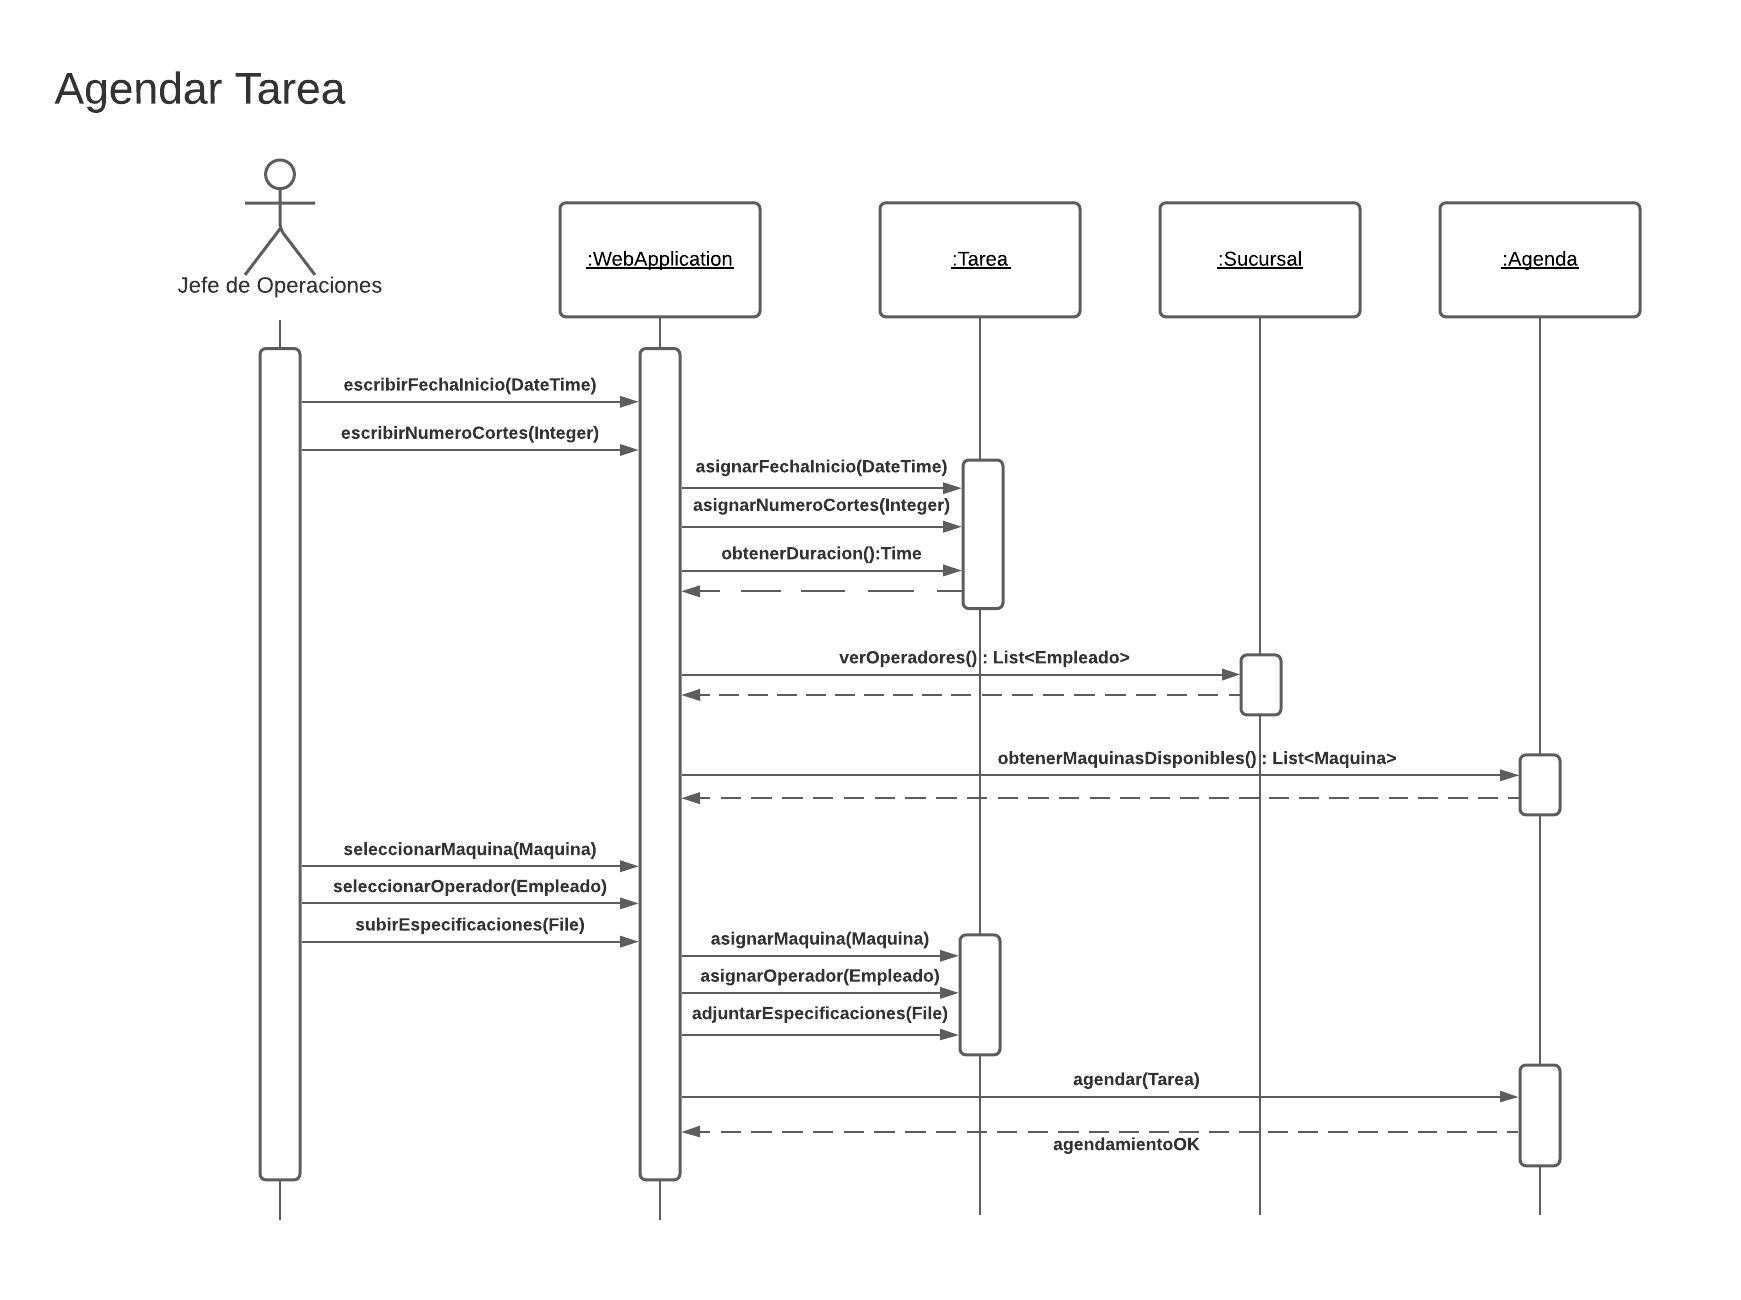 Agendar Tarea
Jefe de Operaciones
:WebApplication
:Tarea
:Sucursal
:Agenda
escribirFechaInicio(DateTime)
escribirNumeroCortes(Integer)
asignarFechaInicio(DateTime)
asignarNumeroCortes(Integer)
obtenerDuracion():Time
verOperadores() : List<Empleado>
obtenerMaquinasDisponibles() : List<Maquina>
seleccionarMaquina(Maquina)
seleccionarOperador(Empleado)
subirEspecificaciones(File)
asignarMaquina(Maquina)
asignarOperador(Empleado)
adjuntarEspecificaciones(File)
agendar(Tarea)
agendamientoOK